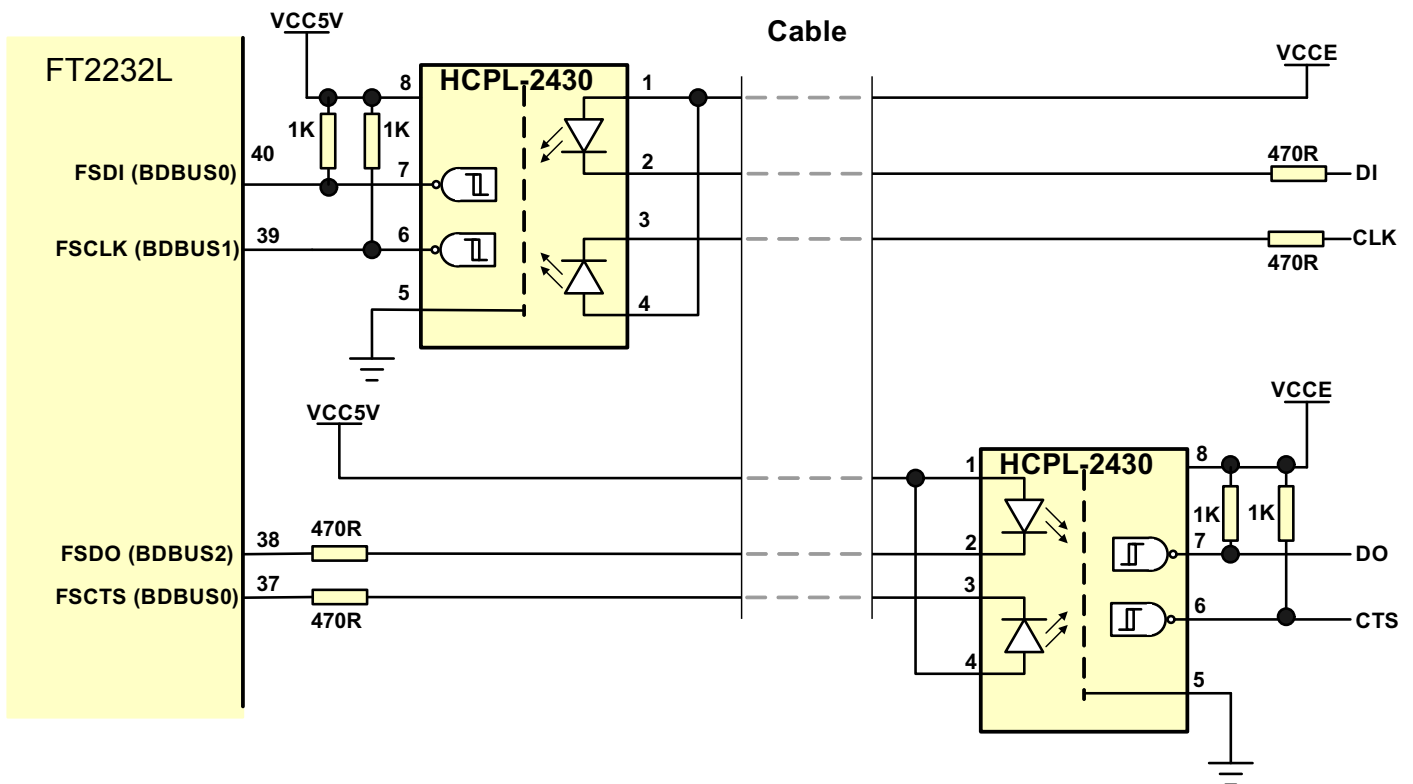 Cable
VCC5V
VCCE
FT2232L
HCPL-2430
8
1
1K
1K
40
FSDI (BDBUS0)
7
2
470R
DI
3
FSCLK (BDBUS1)
39
6
CLK
470R
5
4
VCC5V
VCCE
1
HCPL-2430
8
1K
1K
470R
FSDO (BDBUS2)
38
2
7
DO
FSCTS (BDBUS0)
37
3
6
470R
CTS
4
5